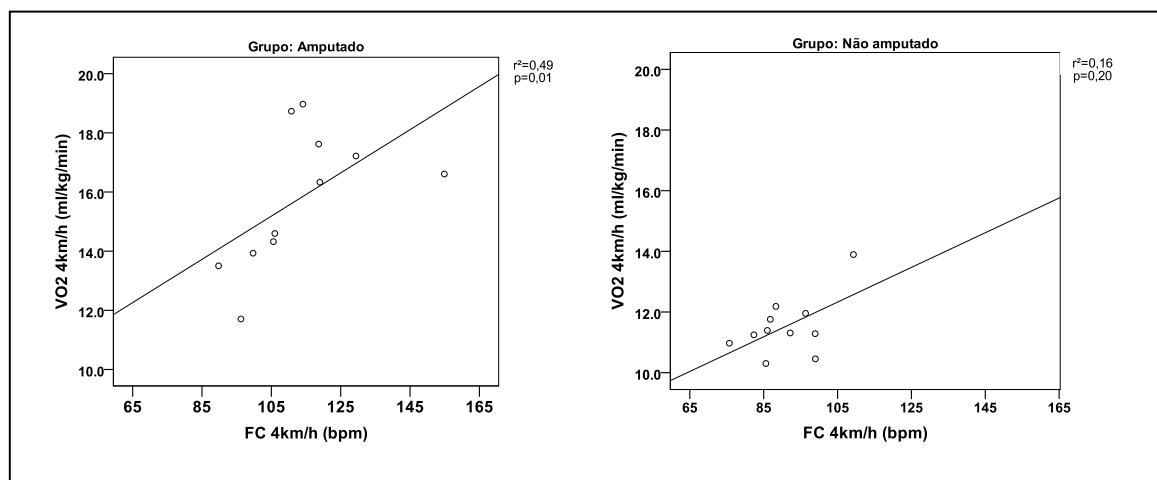 Grupo: Amputado
r²=0,49
p=0,01
20.0
18.0
16.0
14.0
12.0
10.0
VO2 4km/h (ml/kg/min)
65 85 105 125 145 165
FC 4km/h (bpm)
Grupo: Não amputado
r²=0,16
p=0,20
20.0
18.0
16.0
14.0
12.0
10.0
VO2 4km/h (ml/kg/min)
65 85 105 125 145 165
FC 4km/h (bpm)